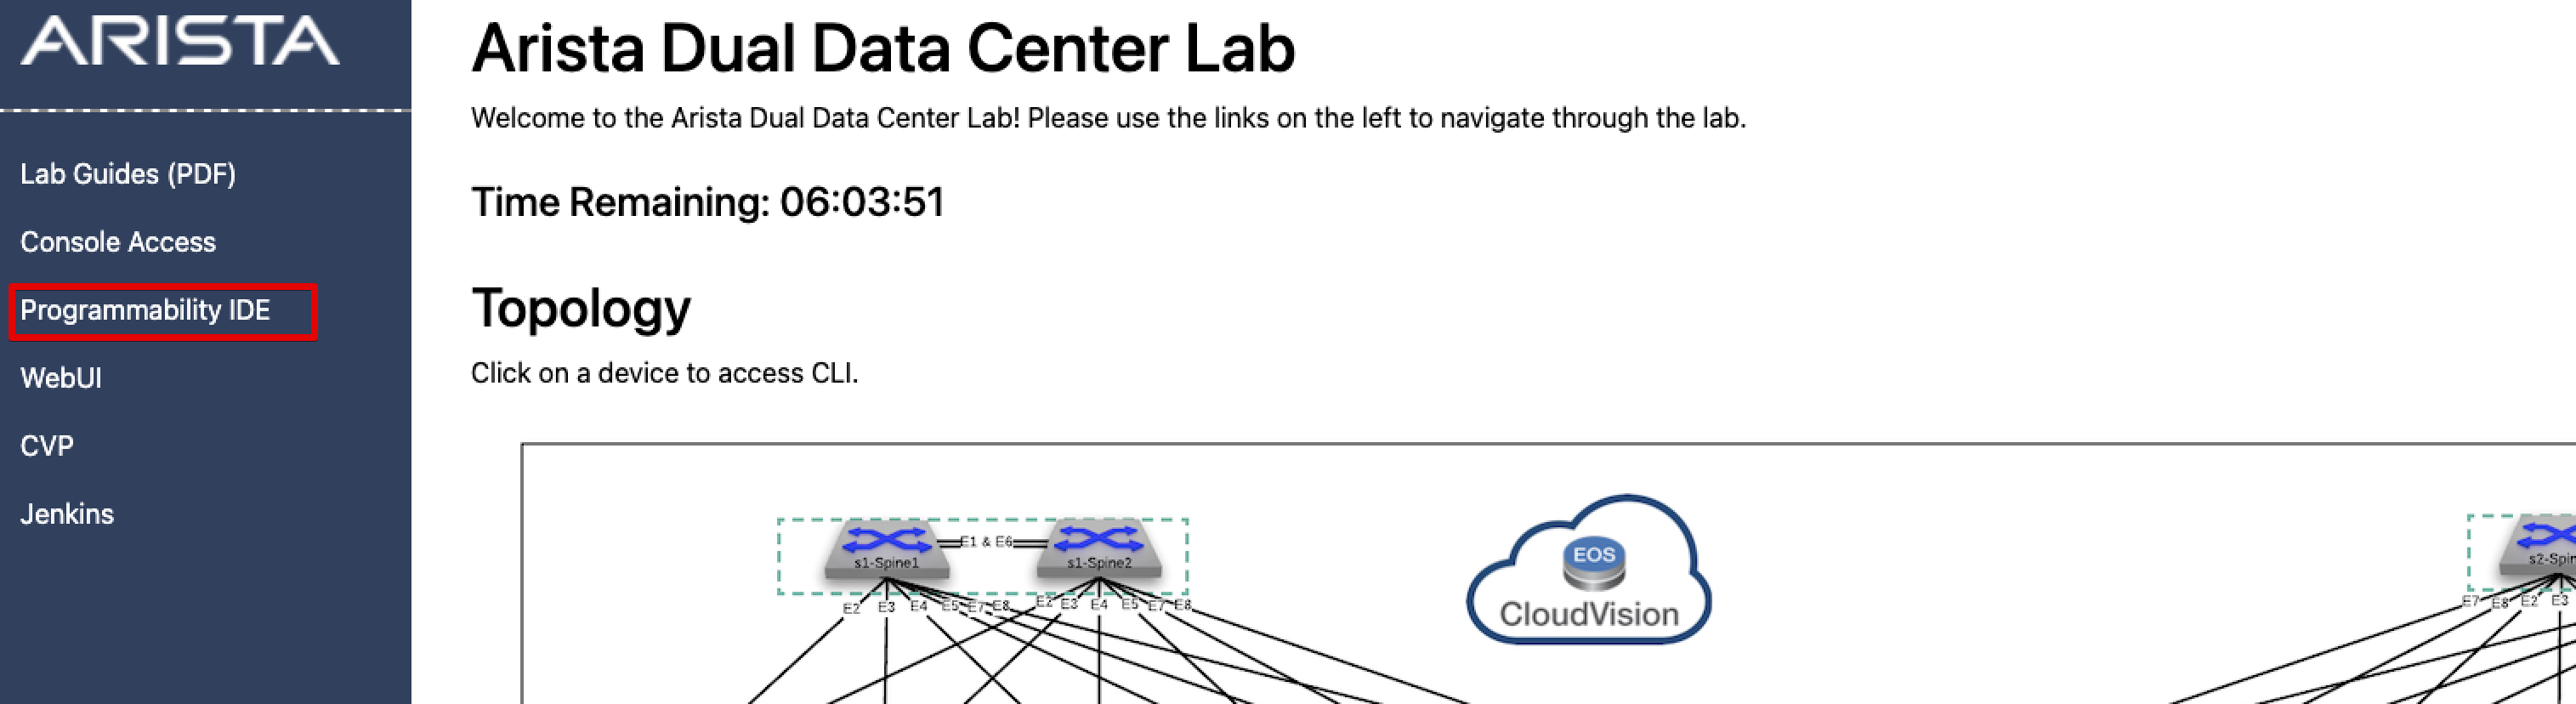 ARISTA
Lab Guides (PDF)
Console Access
Programmability IDE
WebUI
CVP
Jenkins
Arista Dual Data Center Lab
Welcome to the Arista Dual Data Center Lab! Please use the links on the left to navigate through the lab.
Time Remaining: 06:03:51
Topology
Click on a device to access CLI.
E1 & E6
s1-Spine1
s1-Spine2
E2 E3 E4 E5 E7 E8
E2 E3 E4 E5 E7 E8
EOS
CloudVision
s2-Spin
E7 E8 E2 E3